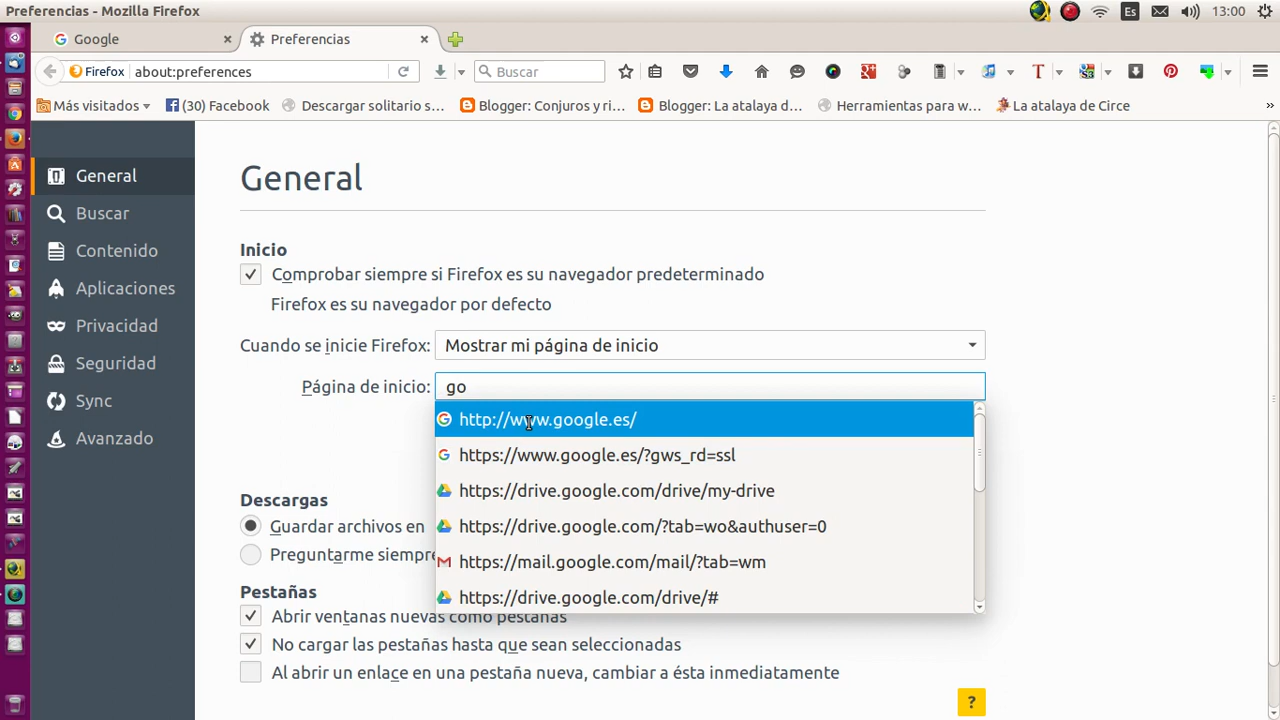 Preferencias - Mozilla Firefox
Es
13:00
Google
Preferencias
Firefox
about:preferences
Buscar
Más visitados
(30) Facebook
Descargar solitario s...
Blogger: Conjuros y ri...
Blogger: La atalaya d...
Herramientas para w...
La atalaya de Circe
»
General
Buscar
Contenido
Aplicaciones
Privacidad
Seguridad
Sync
Avanzado
General
Inicio
Comprobar siempre si Firefox es su navegador predeterminado
Firefox es su navegador por defecto
Cuando se inicie Firefox: Mostrar mi página de inicio
Página de inicio: go
http://www.google.es/
https://www.google.es/?gws_rd=ssl
https://drive.google.com/drive/my-drive
https://drive.google.com/?tab=wo&authuser=0
https://mail.google.com/mail/?tab=wm
https://drive.google.com/drive/#
Descargas
Guardar archivos en
Preguntarme siempre
Pestañas
Abrir ventanas nuevas como pestañas
No cargar las pestañas hasta que sean seleccionadas
Al abrir un enlace en una pestaña nueva, cambiar a ésta inmediatamente
?